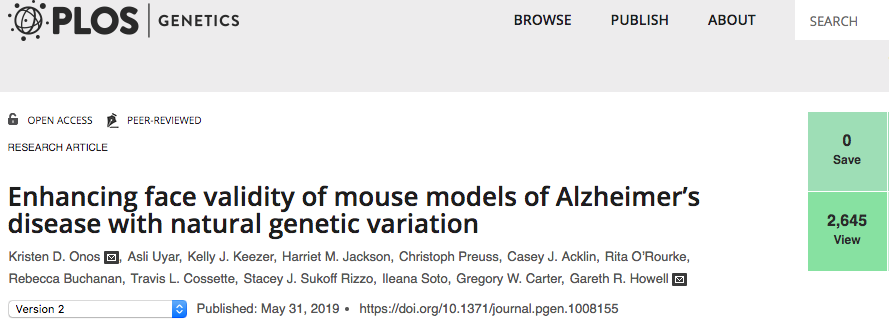 PLOS GENETICS
BROWSE PUBLISH ABOUT SEARCH
OPEN ACCESS PEER-REVIEWED
RESEARCH ARTICLE
0
Save
2,645
View
Enhancing face validity of mouse models of Alzheimer's
disease with natural genetic variation
Kristen D. Onos, Asli Uyar, Kelly J. Keezer, Harriet M. Jackson, Christoph Preuss, Casey J. Acklin, Rita O'Rourke,
Rebecca Buchanan, Travis L. Cossette, Stacey J. Sukoff Rizzo, Ileana Soto, Gregory W. Carter, Gareth R. Howell
Version 2 Published: May 31, 2019 • https://doi.org/10.1371/journal.pgen.1008155